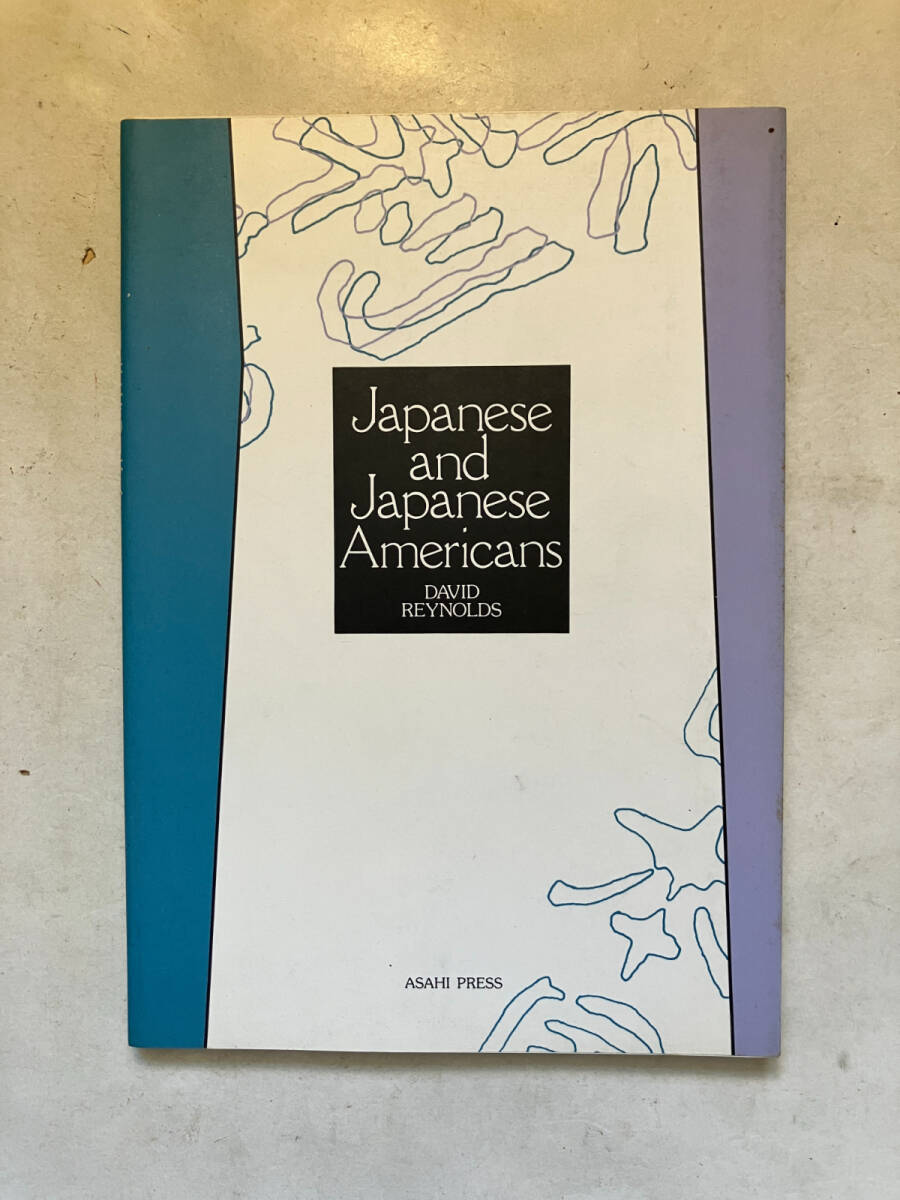 Japanese
and
Japanese
Americans
DAVID
REYNOLDS
ASAHI PRESS